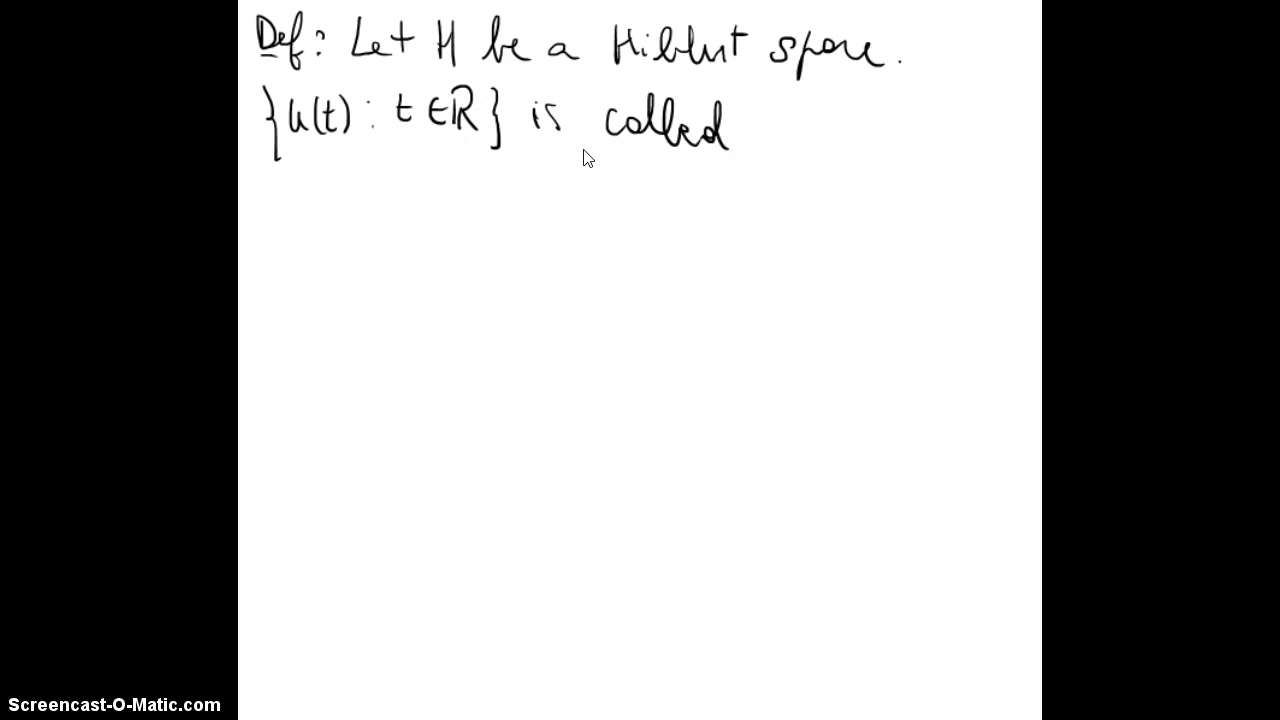 Def: Let H be a Hilbert space.
{U(t) : t ∈ ℝ} is called
Screencast-O-Matic.com